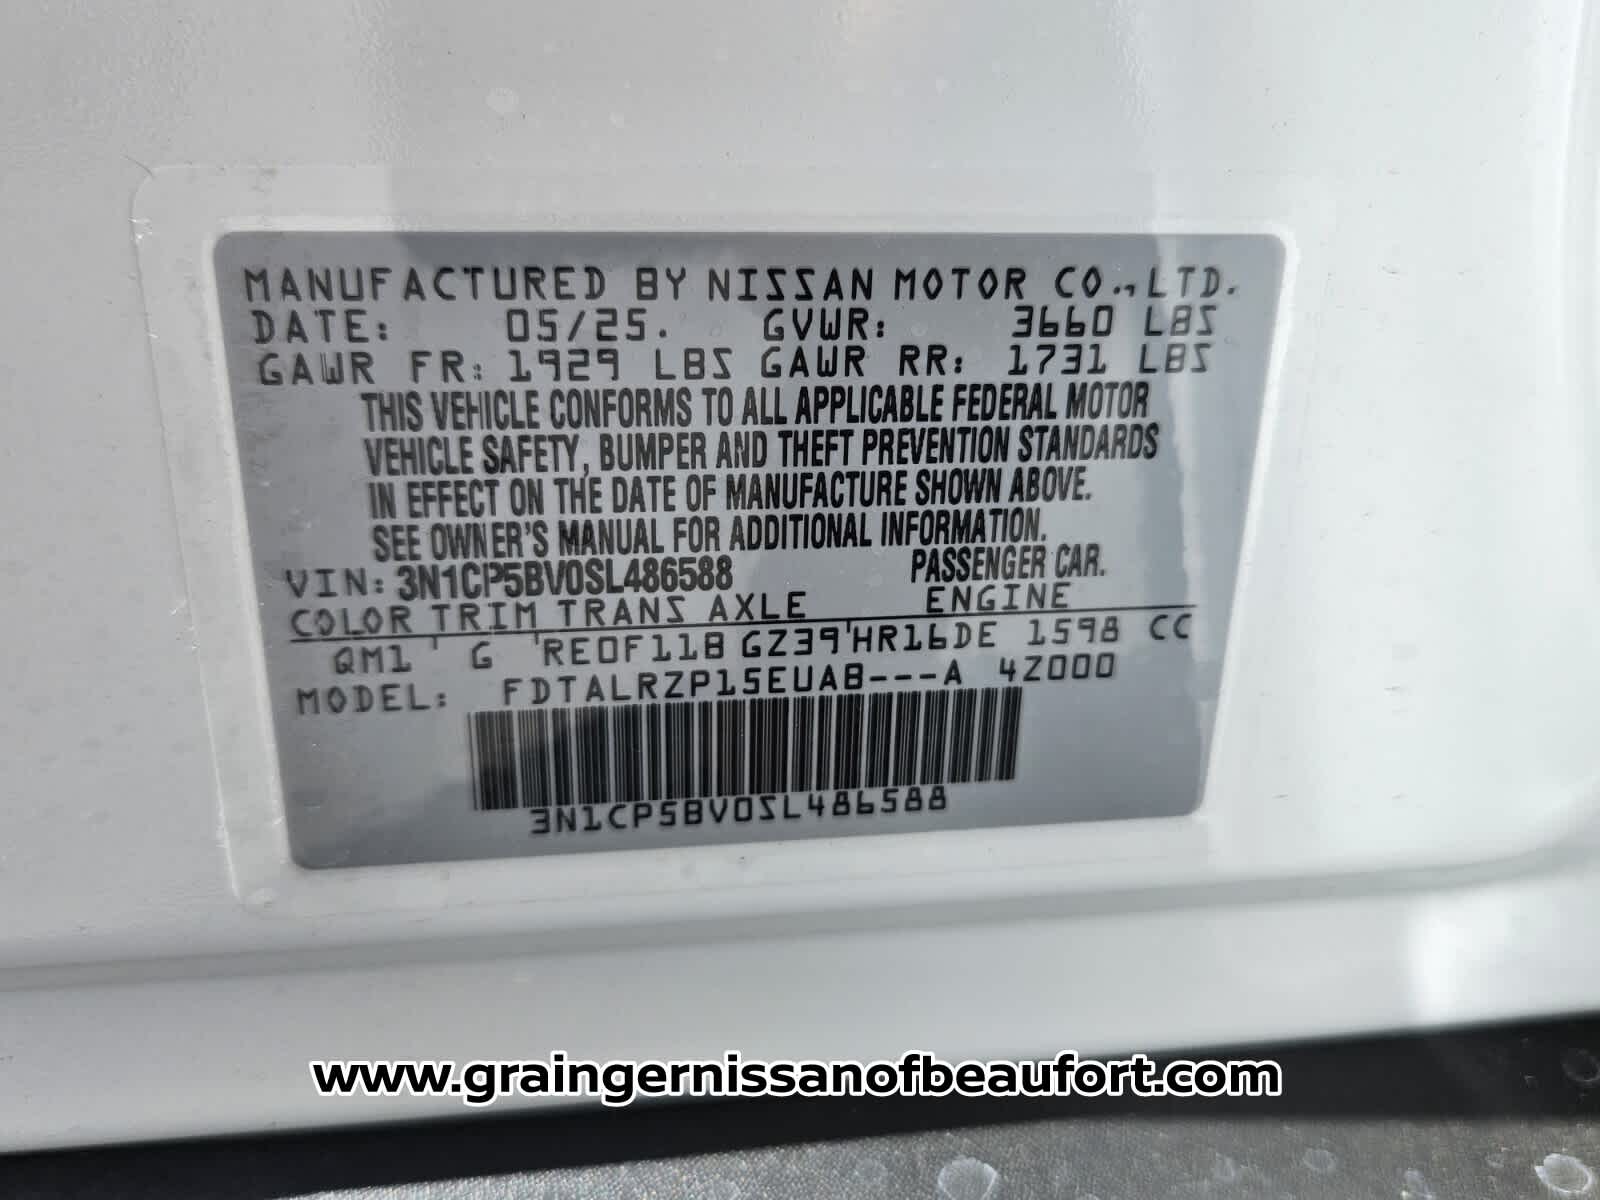 MANUFACTURED BY NISSAN MOTOR CO., LTD.
DATE: 05/25. GVWR: 3660 LBS
GAWR FR: 1929 LBS GAWR RR: 1731 LBS
THIS VEHICLE CONFORMS TO ALL APPLICABLE FEDERAL MOTOR
VEHICLE SAFETY, BUMPER AND THEFT PREVENTION STANDARDS
IN EFFECT ON THE DATE OF MANUFACTURE SHOWN ABOVE.
SEE OWNER'S MANUAL FOR ADDITIONAL INFORMATION.
VIN: 3N1CP5BV0SL486588 PASSENGER CAR.
COLOR TRIM TRANS AXLE ENGINE
QM1 ' G 'RE0F11B GZ39'HR16DE 1598 CC
MODEL: FDTALRZP15EUAB---A 4Z000
3N1CP5BV0SL486588
www.graingernissanofbeaufort.com